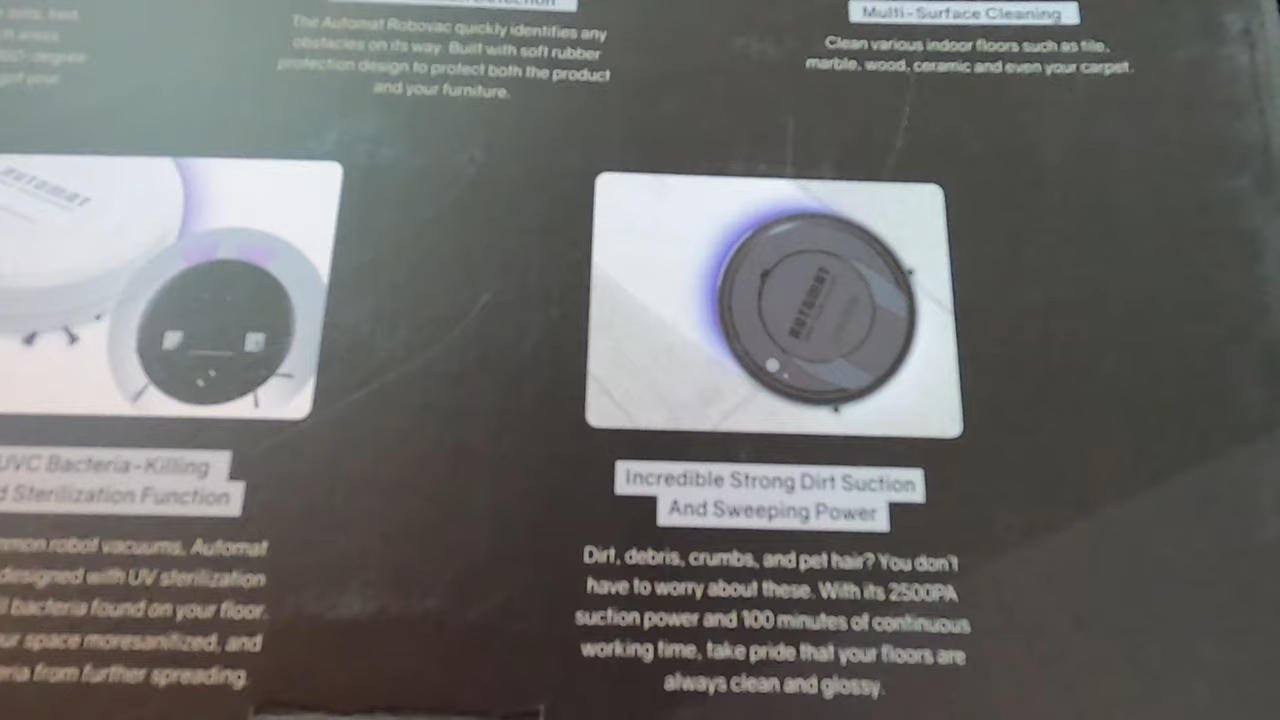 The Automat Robovac quickly identifies any
obstacles on its way. Built with soft rubber
protection design to protect both the product
and your furniture.
Multi-Surface Cleaning
Clean various indoor floors such as tile,
marble, wood, ceramic and even your carpet.
AUTOMAT
AUTOMAT
UVC Bacteria-Killing
d Sterilization Function
robot vacuums, Automat
designed with UV sterilization
bacteria found on your floor.
space moresanitized, and
from further spreading.
Incredible Strong Dirt Suction
And Sweeping Power
Dirt, debris, crumbs, and pet hair? You don't
have to worry about these. With its 2500PA
suction power and 100 minutes of continuous
working time, take pride that your floors are
always clean and glossy.